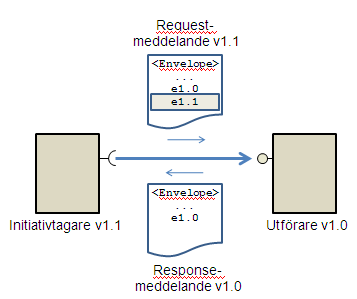 Request-
meddelande v1.1
<Envelope>
...
e1.0
e1.1
Initiativtagare v1.1
Utförare v1.0
<Envelope>
...
e1.0
Response-
meddelande v1.0